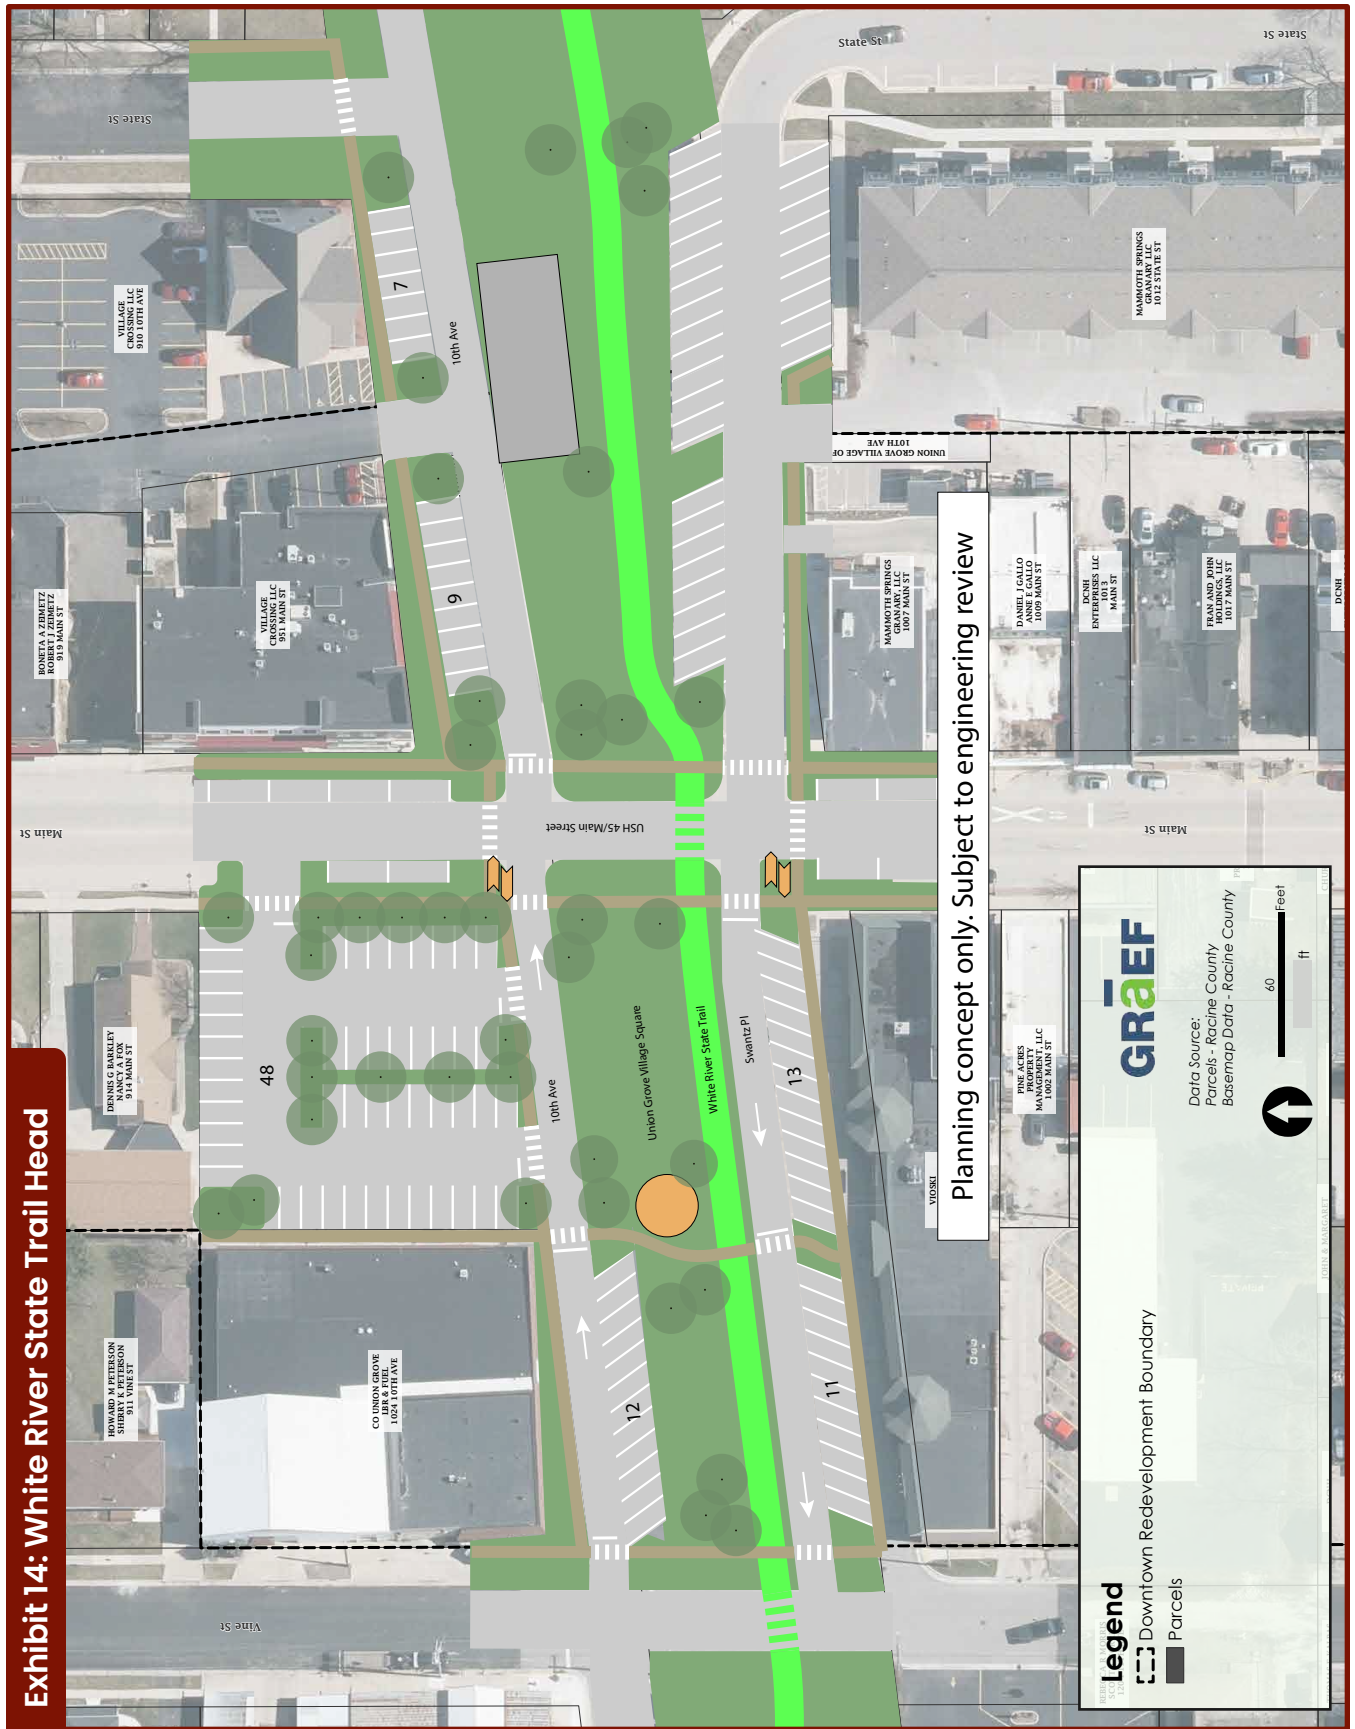 Exhibit 14: White River State Trail Head
State St
State St
State St
VILLAGE
CROSSING LLC
910 10TH AVE
7
10th Ave
MAMMOTH SPRINGS
GRANARY LLC
1012 STATE ST
UNION GROVE VILLAGE OF
10TH AVE
BONETA A ZEIMETZ
ROBERT J ZEIMETZ
919 MAIN ST
VILLAGE
CROSSING LLC
951 MAIN ST
9
MAMMOTH SPRINGS
GRANARY, LLC
1007 MAIN ST
DANIEL J GALLO
ANNE E GALLO
1009 MAIN ST
DCNH
ENTERPRISES LLC
1013
MAIN ST
FRAN AND JOHN
HOLDINGS, LLC
1017 MAIN ST
DCNH
Planning concept only. Subject to engineering review
Main St
USH 45/Main Street
Main St
DENNIS G BARKLEY
NANCY A FOX
914 MAIN ST
48
10th Ave
Union Grove Village Square
White River State Trail
Swantz Pl
13
VIOSKI
PINE ACRES
PROPERTY
MANAGEMENT, LLC
1002 MAIN ST
HOWARD M PETERSON
SHERRY K PETERSON
911 VINE ST
CO UNION GROVE
LBR & FUEL
1024 10TH AVE
12
11
Vine St
JOHN & MARGARET
Legend
Downtown Redevelopment Boundary
Parcels
GRaEF
Data Source:
Parcels - Racine County
Basemap Data - Racine County
60
Feet
ft